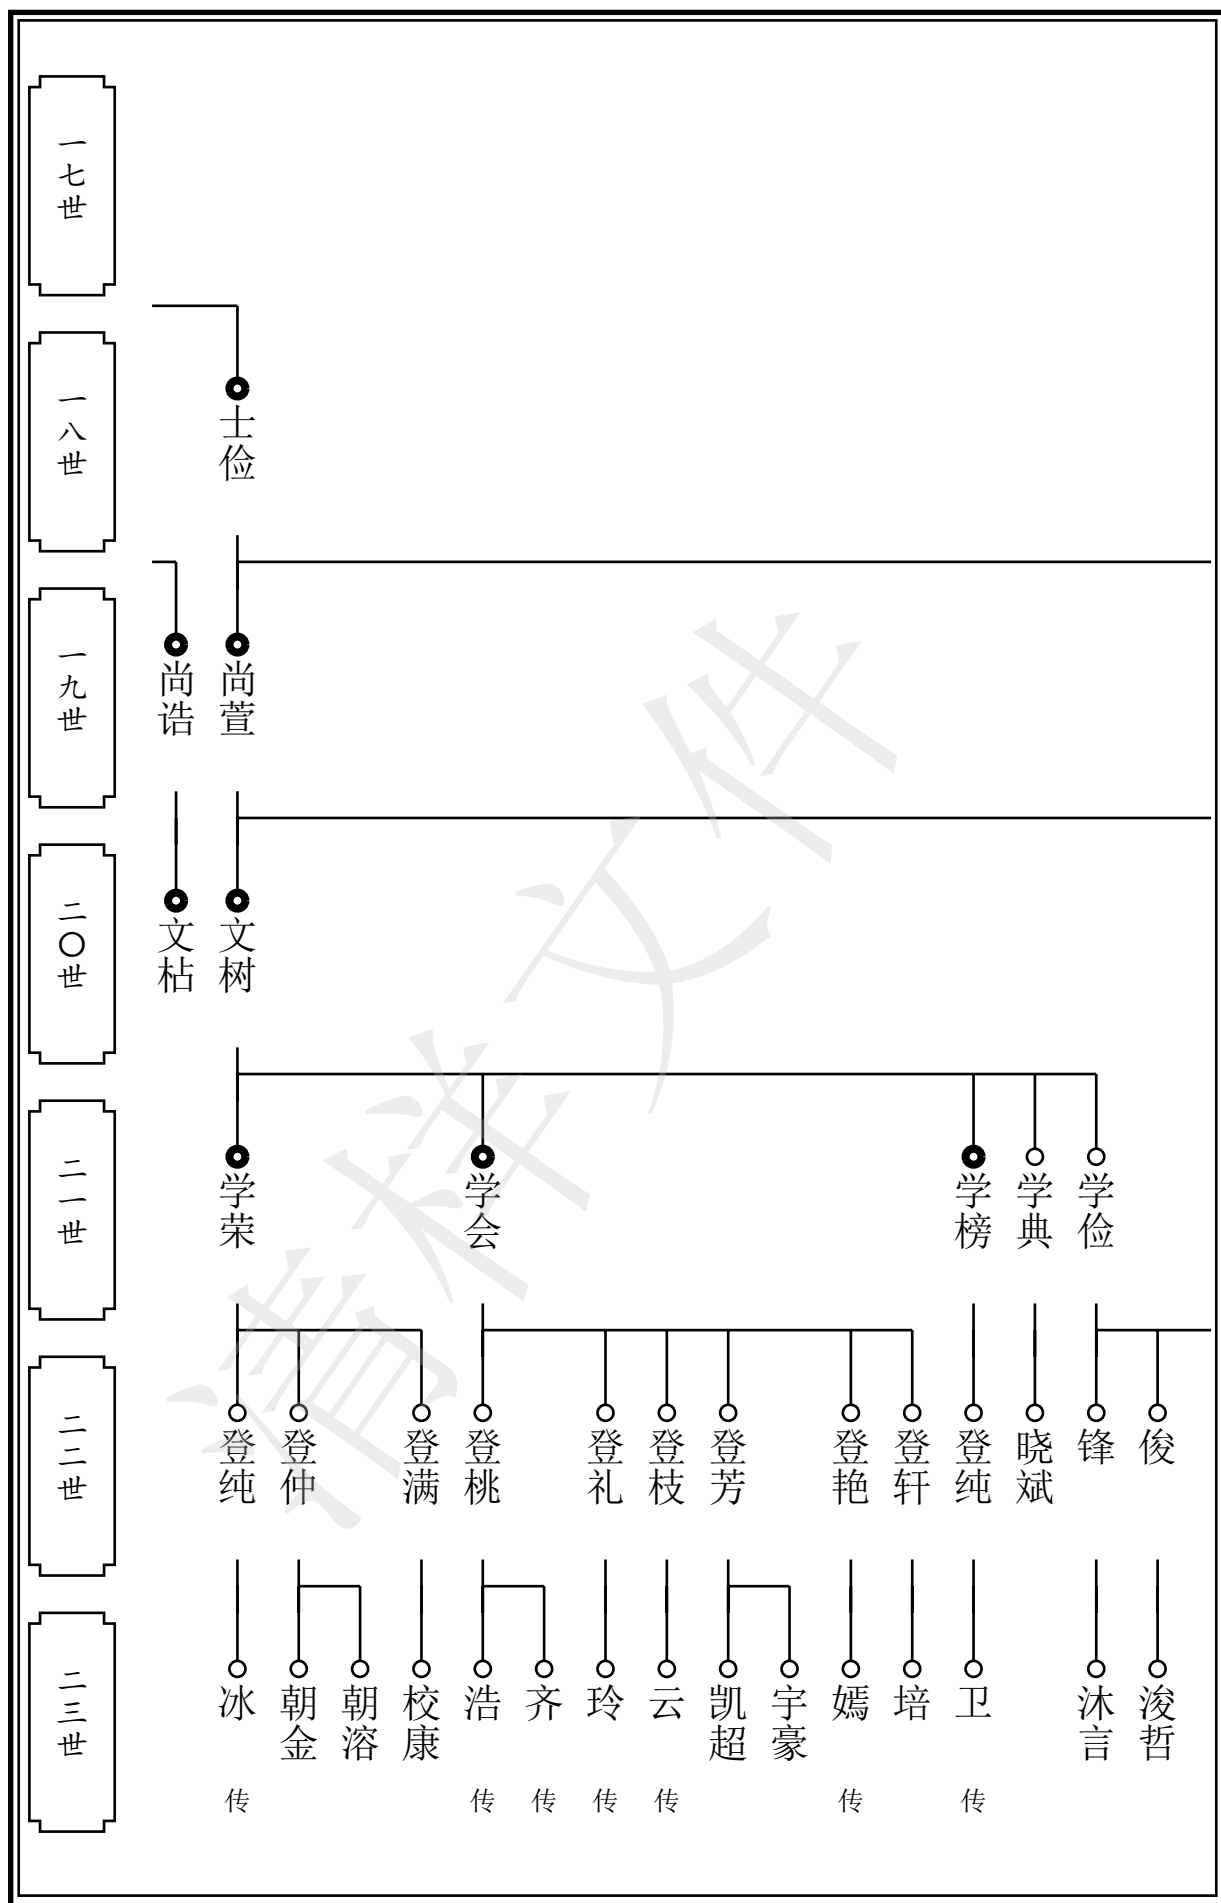 一七世
一八世
士俭
一九世
尚诰
尚萱
二〇世
文枯
文树
二一世
学荣
学会
学榜
学典
学俭
二二世
登纯
登仲
登满
登桃
登礼
登枝
登芳
登艳
登轩
登纯
晓斌
锋
俊
二三世
冰
朝金
朝溶
校康
浩
齐
玲
云
凯超
宇豪
嫣
培
卫
沐言
浚哲
传
传
传
传
传
传
传
清样文件